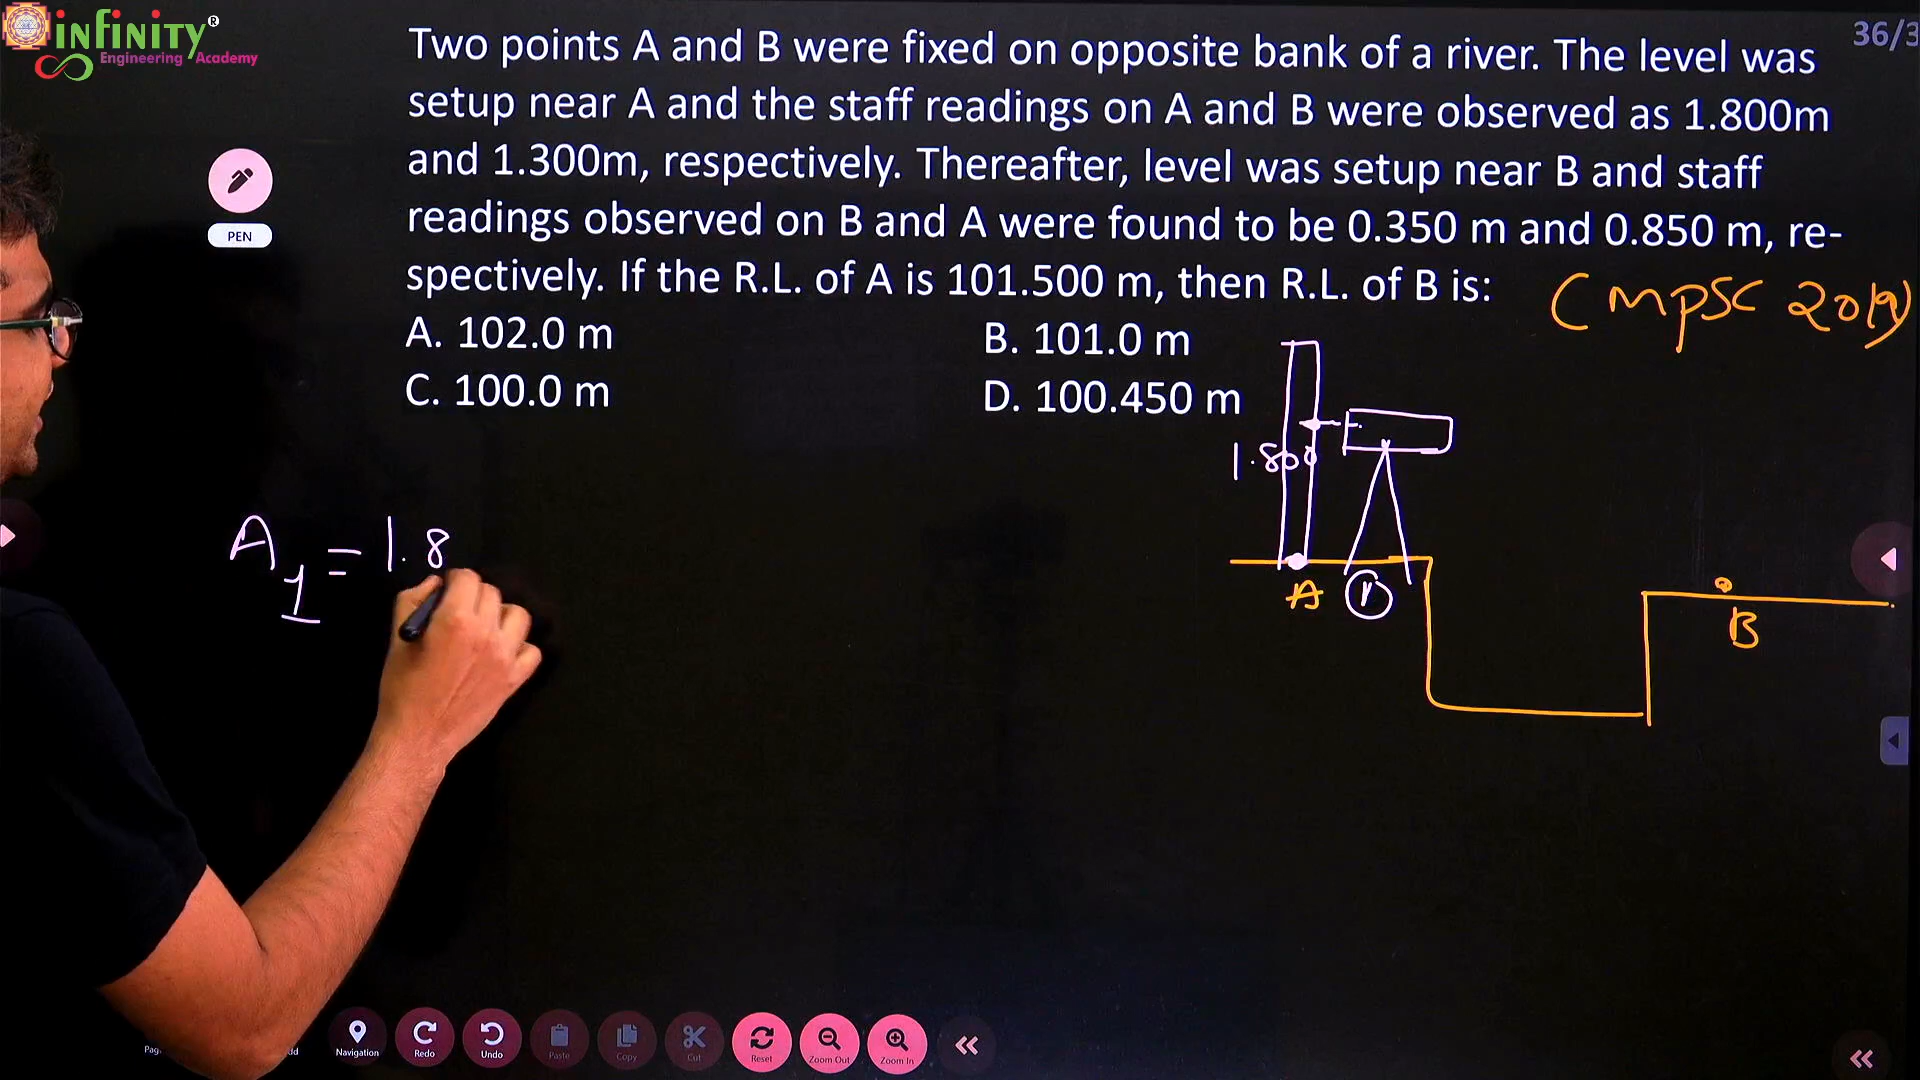 infinity®
Engineering Academy
36/3
Two points A and B were fixed on opposite bank of a river. The level was
setup near A and the staff readings on A and B were observed as 1.800m
and 1.300m, respectively. Thereafter, level was setup near B and staff
readings observed on B and A were found to be 0.350 m and 0.850 m, re-
spectively. If the R.L. of A is 101.500 m, then R.L. of B is:
(MPSC 2019)
A. 102.0 m
B. 101.0 m
C. 100.0 m
D. 100.450 m
PEN
1.800
A₁ = 1.8
A
B
Navigation
Redo
Undo
Paste
Copy
Cut
Reset
Zoom Out
Zoom In